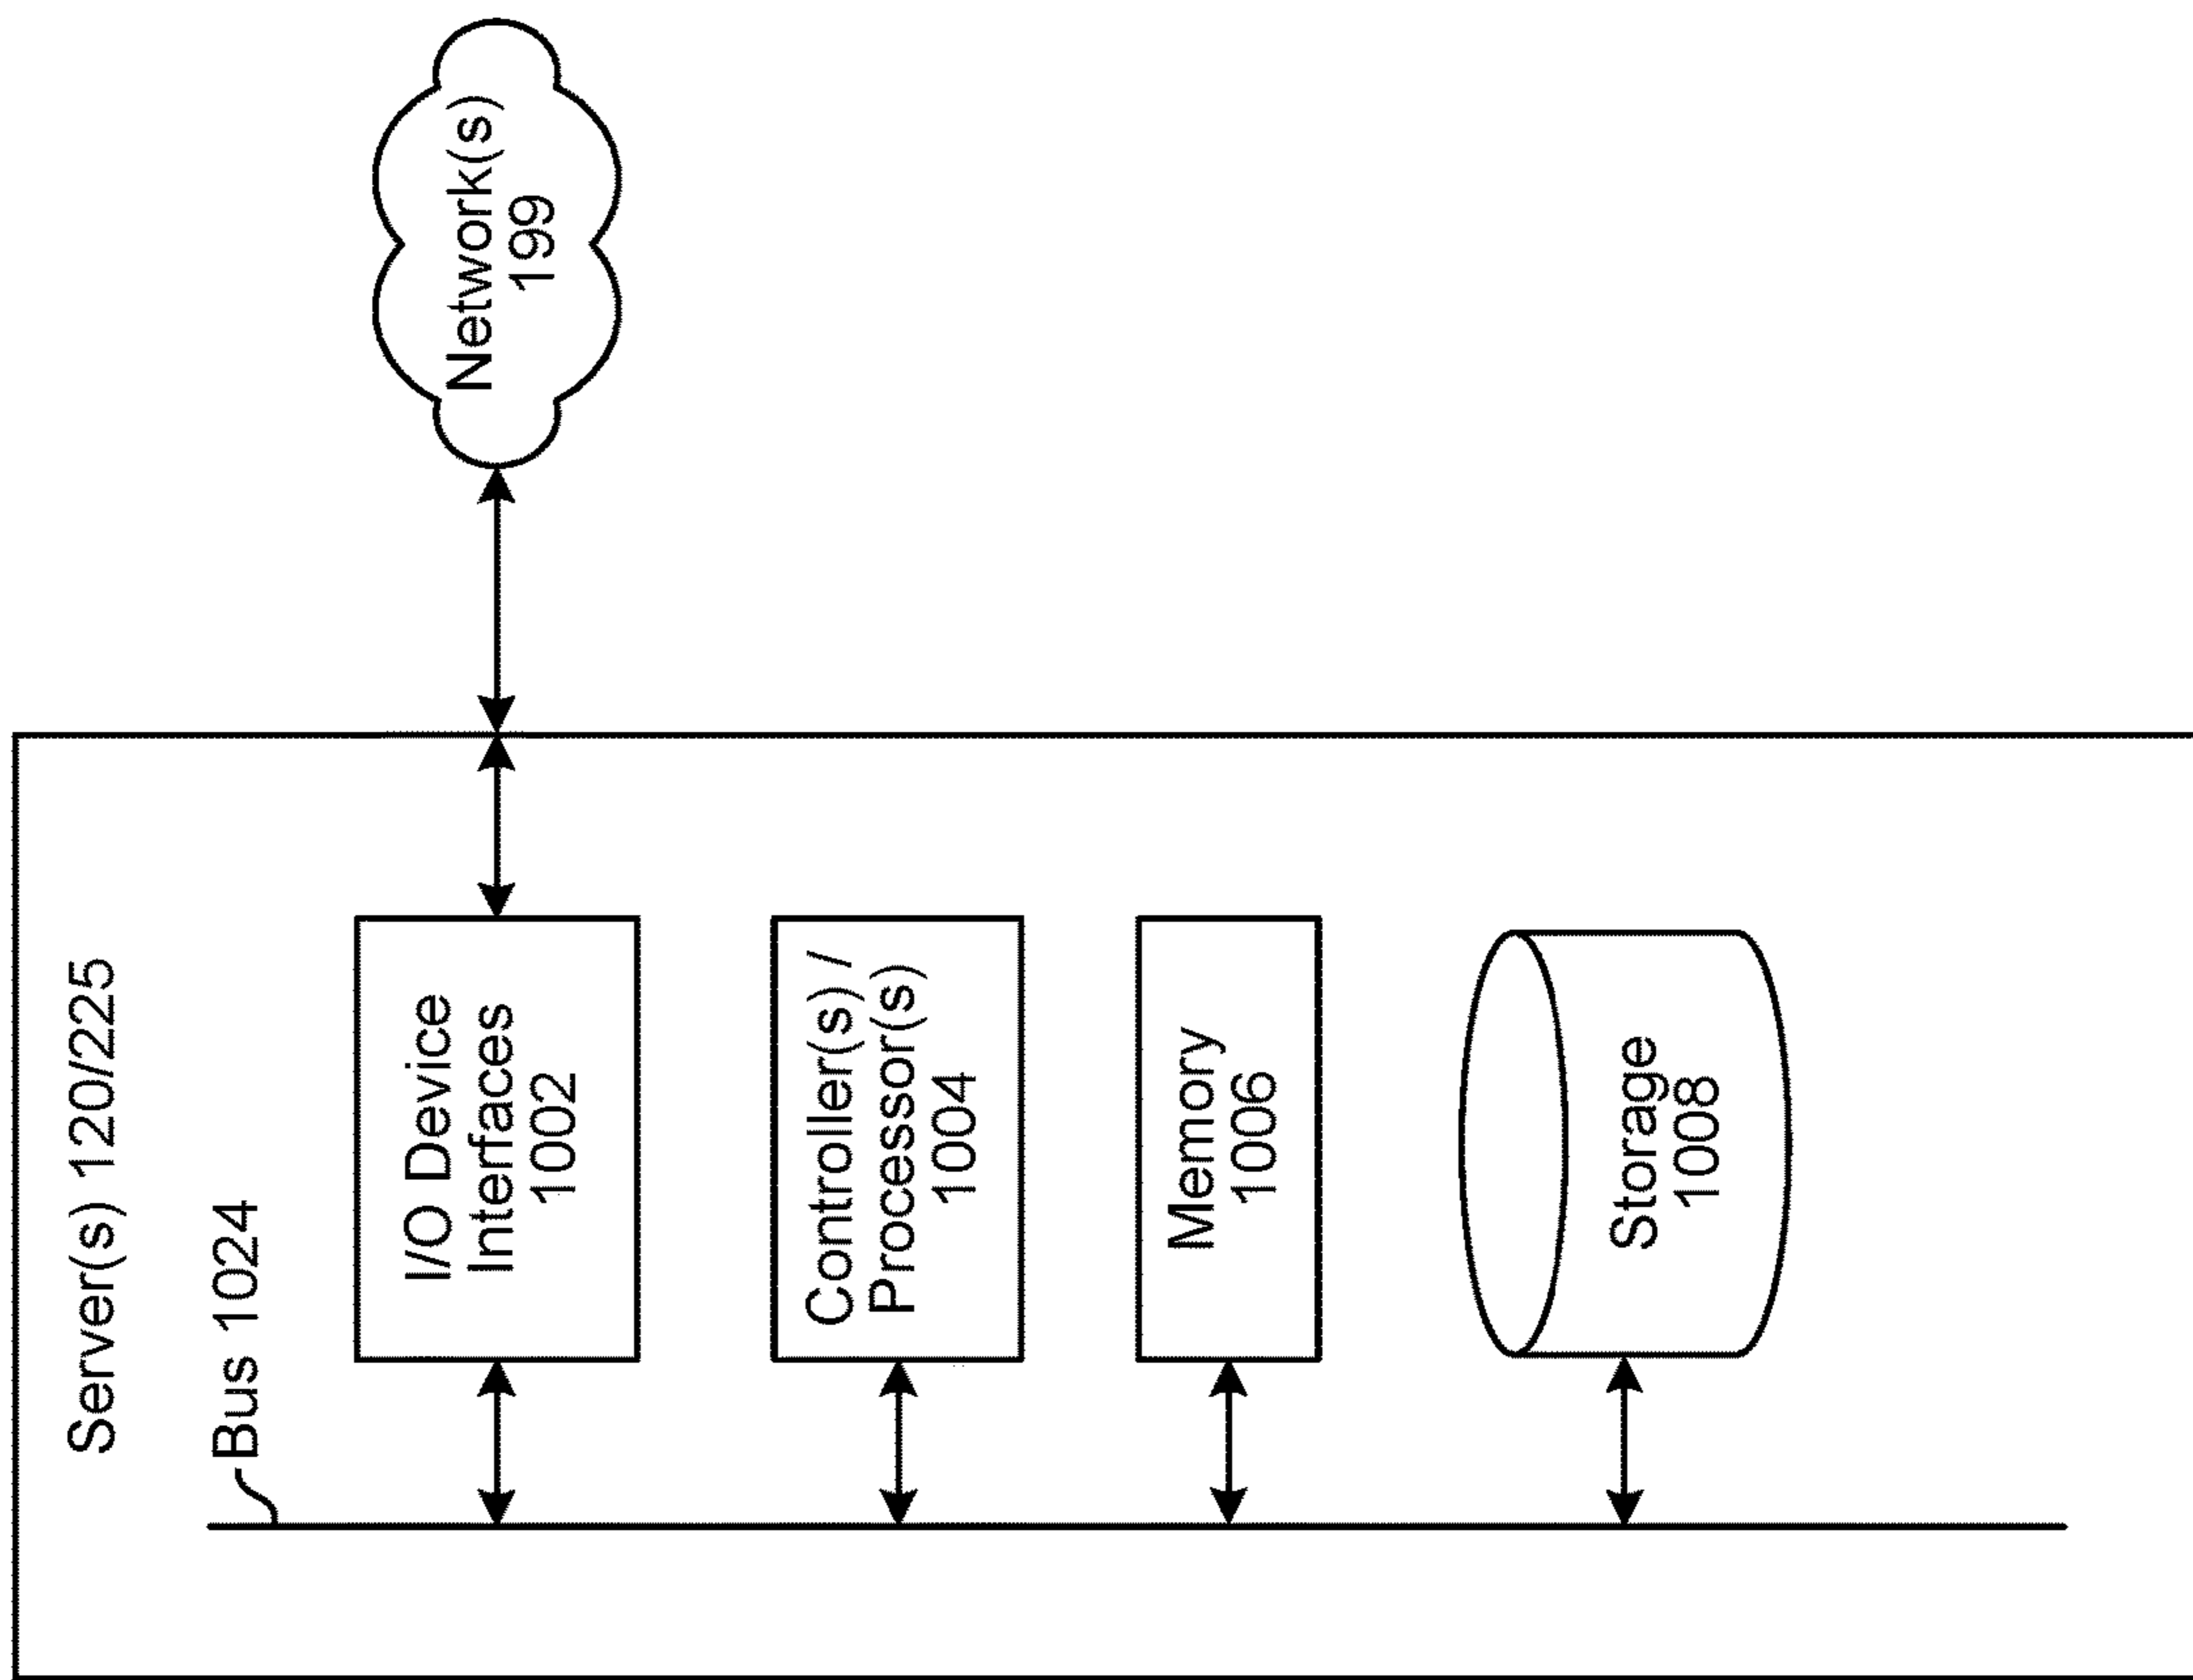 Server(s) 120/225
Bus 1024
I/O Device
Interfaces
1002
Network(s)
199
Controller(s) /
Processor(s)
1004
Memory
1006
Storage
1008